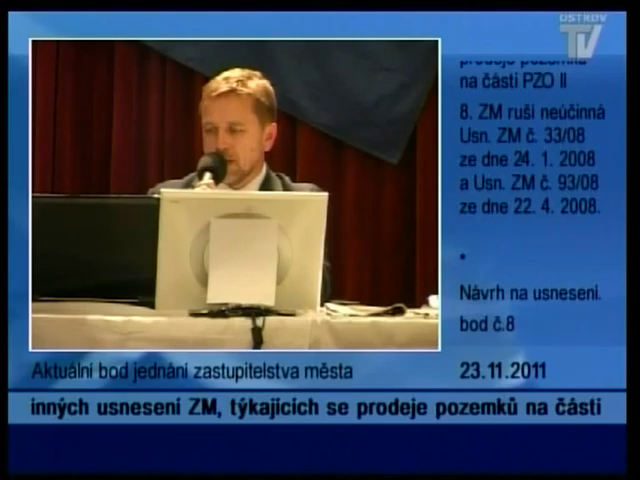 OSTROV
TV
prodeje pozemků
na části PZO II
8. ZM ruší neúčinná
Usn. ZM č. 33/08
ze dne 24. 1. 2008
a Usn. ZM č. 93/08
ze dne 22. 4. 2008.
*
Návrh na usnesení.
bod č.8
Aktuální bod jednání zastupitelstva města
23.11.2011
inných usnesení ZM, týkajících se prodeje pozemků na části